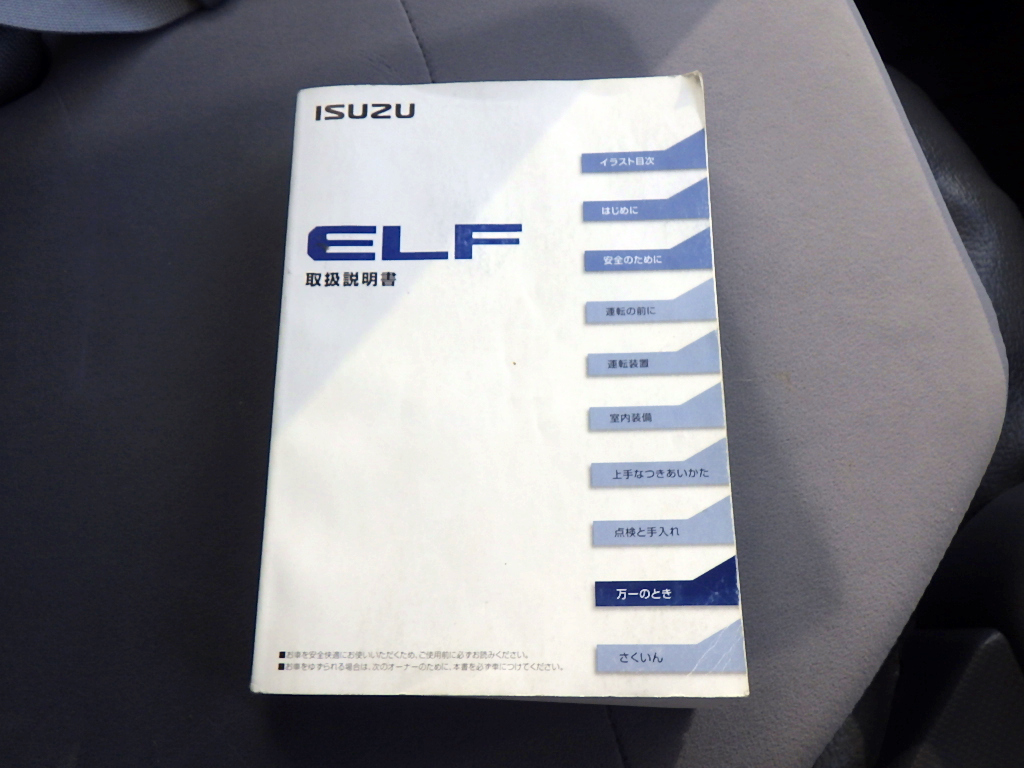 ISUZU
ELF
取扱説明書
イラスト目次
はじめに
安全のために
運転の前に
運転装置
室内装備
上手なつきあいかた
点検と手入れ
万一のとき
さくいん
■お車を安全快適にお使いいただくため、ご使用前に必ずお読みください。
■お車をゆずられる場合は、次のオーナーのために、本書を必ず車につけてください。